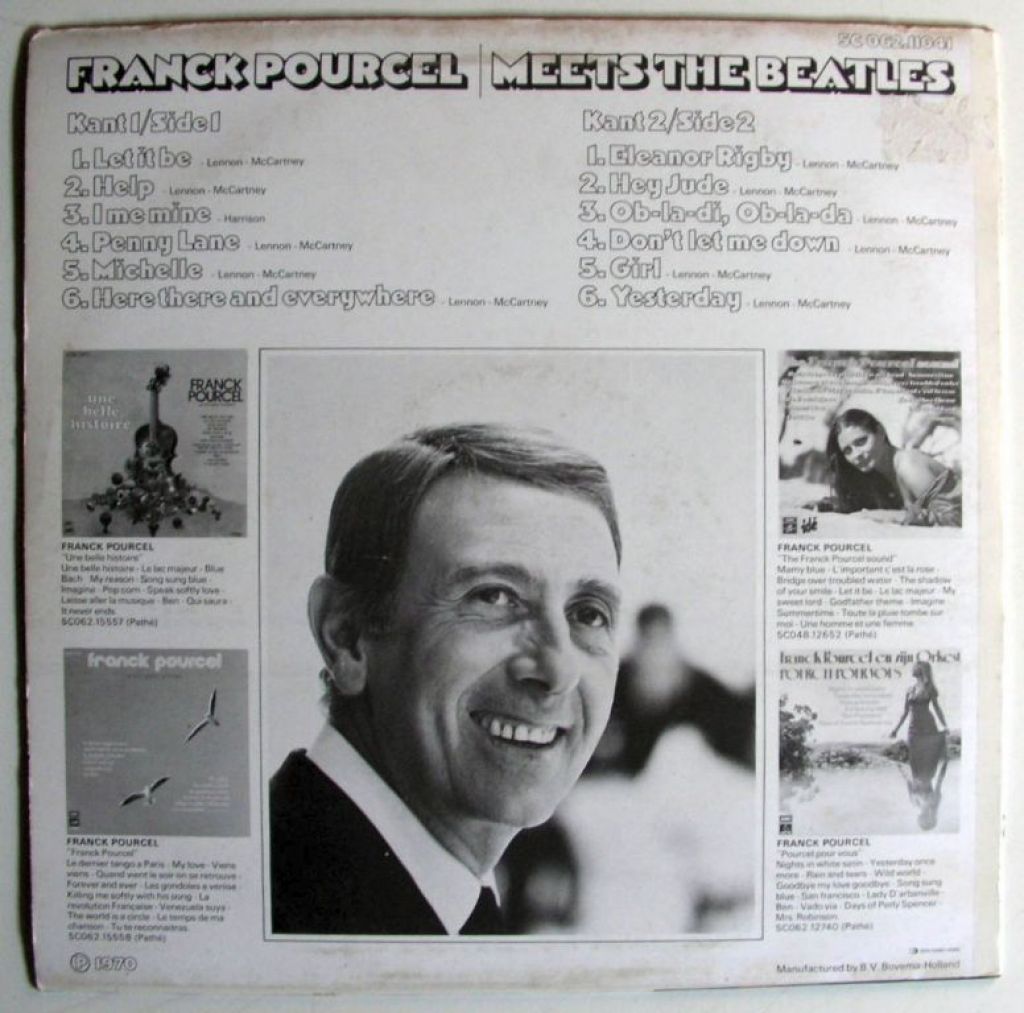 5C 062.11041
FRANCK POURCEL | MEETS THE BEATLES
Kant 1/Side 1
1. Let it be - Lennon - McCartney
2. Help - Lennon - McCartney
3. I me mine - Harrison
4. Penny Lane - Lennon - McCartney
5. Michelle - Lennon - McCartney
6. Here there and everywhere - Lennon - McCartney
Kant 2/Side 2
1. Eleanor Rigby - Lennon - McCartney
2. Hey Jude - Lennon - McCartney
3. Ob-la-di, Ob-la-da - Lennon - McCartney
4. Don't let me down - Lennon - McCartney
5. Girl - Lennon - McCartney
6. Yesterday - Lennon - McCartney
une
belle
histoire
FRANCK
POURCEL
FRANCK POURCEL
"Une belle histoire"
Une belle histoire - Le lac majeur - Blue
Bach - My reason - Song sung blue -
Imagine - Pop corn - Speak softly love -
Laisse aller la musique - Ben - Qui saura -
It never ends
5C062.15557 (Pathé)
franck pourcel
FRANCK POURCEL
"Franck Pourcel"
Le dernier tango a Paris - My love - Viens
viens - Quand vient le soir on se retrouve -
Forever and ever - Les gondoles a venise
Killing me softly with his song - La
revolution Française - Venezuela suya -
The world is a circle - Le temps de ma
chanson - Tu te reconnaitras
5C062.15558 (Pathé)
The Franck Pourcel sound
FRANCK POURCEL
"The Franck Pourcel sound"
Mamy blue - L'important c'est la rose -
Bridge over troubled water - The shadow
of your smile - Let it be - Le lac majeur - My
sweet lord - Godfather theme - Imagine
Summertime - Toute la pluie tombe sur
moi - Une homme et une femme
5C048.12652 (Pathé)
Franck Pourcel en zijn Orkest
POURCEL POUR VOUS
FRANCK POURCEL
"Pourcel pour vous"
Nights in white satin - Yesterday once
more - Rain and tears - Wild world -
Goodbye my love goodbye - Song sung
blue - San francisco - Lady D'arbanville -
Ben - Vado via - Days of Perly Spencer -
Mrs. Robinson
5C062.12740 (Pathé)
℗ 1970
Manufactured by B.V. Bovema-Holland